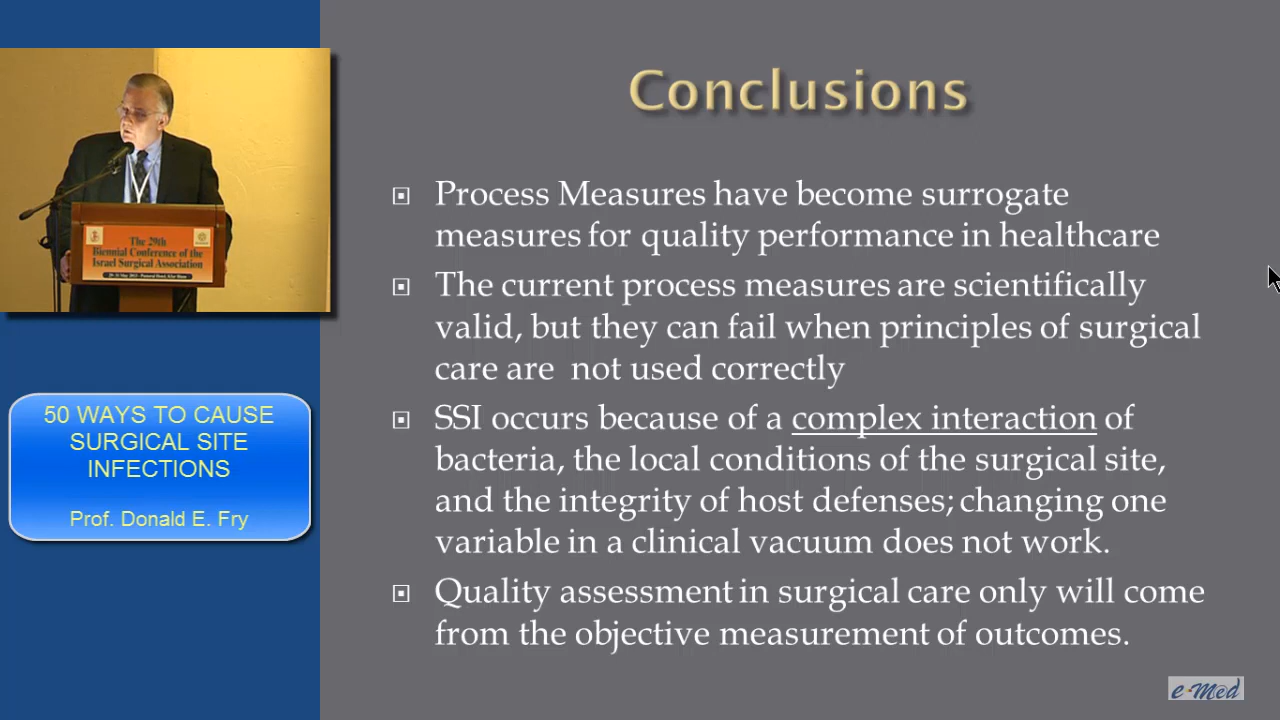 Conclusions
Process Measures have become surrogate
measures for quality performance in healthcare
The current process measures are scientifically
valid, but they can fail when principles of surgical
care are not used correctly
SSI occurs because of a complex interaction of
bacteria, the local conditions of the surgical site,
and the integrity of host defenses; changing one
variable in a clinical vacuum does not work.
Quality assessment in surgical care only will come
from the objective measurement of outcomes.
The 29th
Biennial Conference of the
Israel Surgical Association
50 WAYS TO CAUSE
SURGICAL SITE
INFECTIONS
Prof. Donald E. Fry
e-Med